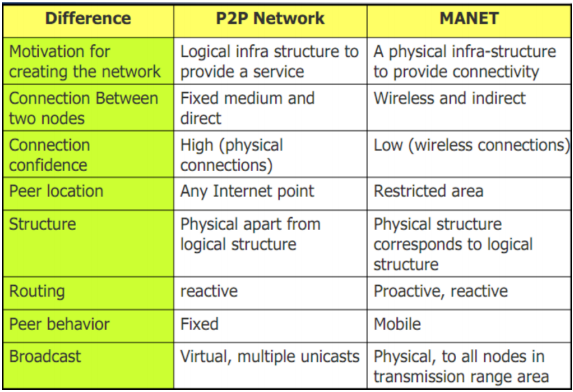 Difference P2P Network MANET
Motivation for Logical infra structure to A physical infra-structure
creating the network provide a service to provide connectivity
Connection Between Fixed medium and Wireless and indirect
two nodes direct
Connection High (physical Low (wireless connections)
confidence connections)
Peer location Any Internet point Restricted area
Structure Physical apart from Physical structure
logical structure corresponds to logical
structure
Routing reactive Proactive, reactive
Peer behavior Fixed Mobile
Broadcast Virtual, multiple unicasts Physical, to all nodes in
transmission range area